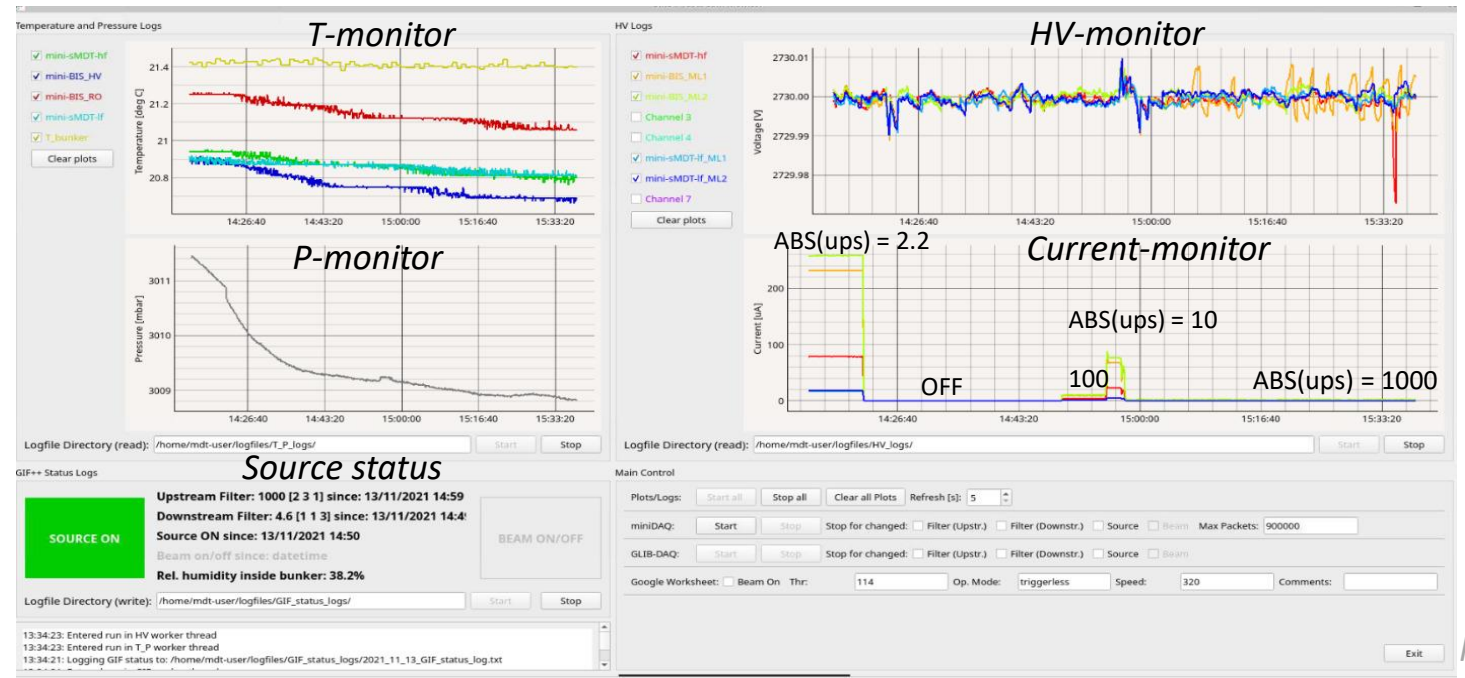 Temperature and Pressure Logs
T-monitor
mini-sMDT-hf
mini-BIS_HV
mini-BIS_RO
mini-sMDT-lf
T_bunker
Clear plots
Temperature [deg C]
21.4
21.2
21
20.8
14:26:40 14:43:20 15:00:00 15:16:40 15:33:20
P-monitor
Pressure [mbar]
3011
3010
3009
14:26:40 14:43:20 15:00:00 15:16:40 15:33:20
Logfile Directory (read): /home/mdt-user/logfiles/T_P_logs/ Start Stop
HV Logs
HV-monitor
mini-sMDT-hf
mini-BIS_ML1
mini-BIS_ML2
Channel 3
Channel 4
mini-sMDT-lf_ML1
mini-sMDT-lf_ML2
Channel 7
Clear plots
Voltage [V]
2730.01
2730.00
2729.99
2729.98
14:26:40 14:43:20 15:00:00 15:16:40 15:33:20
ABS(ups) = 2.2
Current-monitor
Current [uA]
200
100
0
ABS(ups) = 10
OFF
100
ABS(ups) = 1000
14:26:40 14:43:20 15:00:00 15:16:40 15:33:20
Logfile Directory (read): /home/mdt-user/logfiles/HV_logs/ Start Stop
GIF++ Status Logs
Source status
SOURCE ON
Upstream Filter: 1000 [2 3 1] since: 13/11/2021 14:59
Downstream Filter: 4.6 [1 1 3] since: 13/11/2021 14:4
Source ON since: 13/11/2021 14:50
Beam on/off since: datetime
Rel. humidity inside bunker: 38.2%
BEAM ON/OFF
Logfile Directory (write): /home/mdt-user/logfiles/GIF_status_logs/ Start Stop
13:34:23: Entered run in HV worker thread
13:34:23: Entered run in T_P worker thread
13:34:21: Logging GIF status to: /home/mdt-user/logfiles/GIF_status_logs/2021_11_13_GIF_status_log.txt
Main Control
Plots/Logs: Start all Stop all Clear all Plots Refresh [s]: 5
miniDAQ: Start Stop Stop for changed: Filter (Upstr.) Filter (Downstr.) Source Beam Max Packets: 900000
GLIB-DAQ: Start Stop Stop for changed: Filter (Upstr.) Filter (Downstr.) Source Beam
Google Worksheet: Beam On Thr: 114 Op. Mode: triggerless Speed: 320 Comments:
Exit